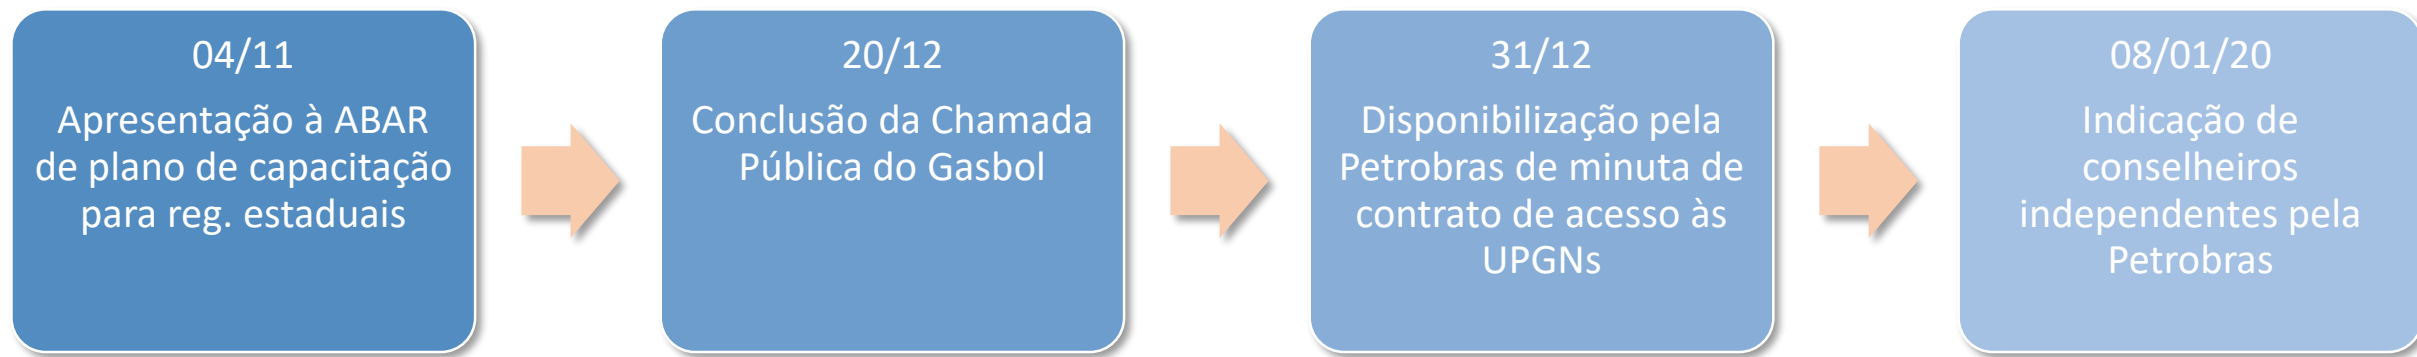 04/11
Apresentação à ABAR
de plano de capacitação
para reg. estaduais
20/12
Conclusão da Chamada
Pública do Gasbol
31/12
Disponibilização pela
Petrobras de minuta de
contrato de acesso às
UPGNs
08/01/20
Indicação de
conselheiros
independentes pela
Petrobras